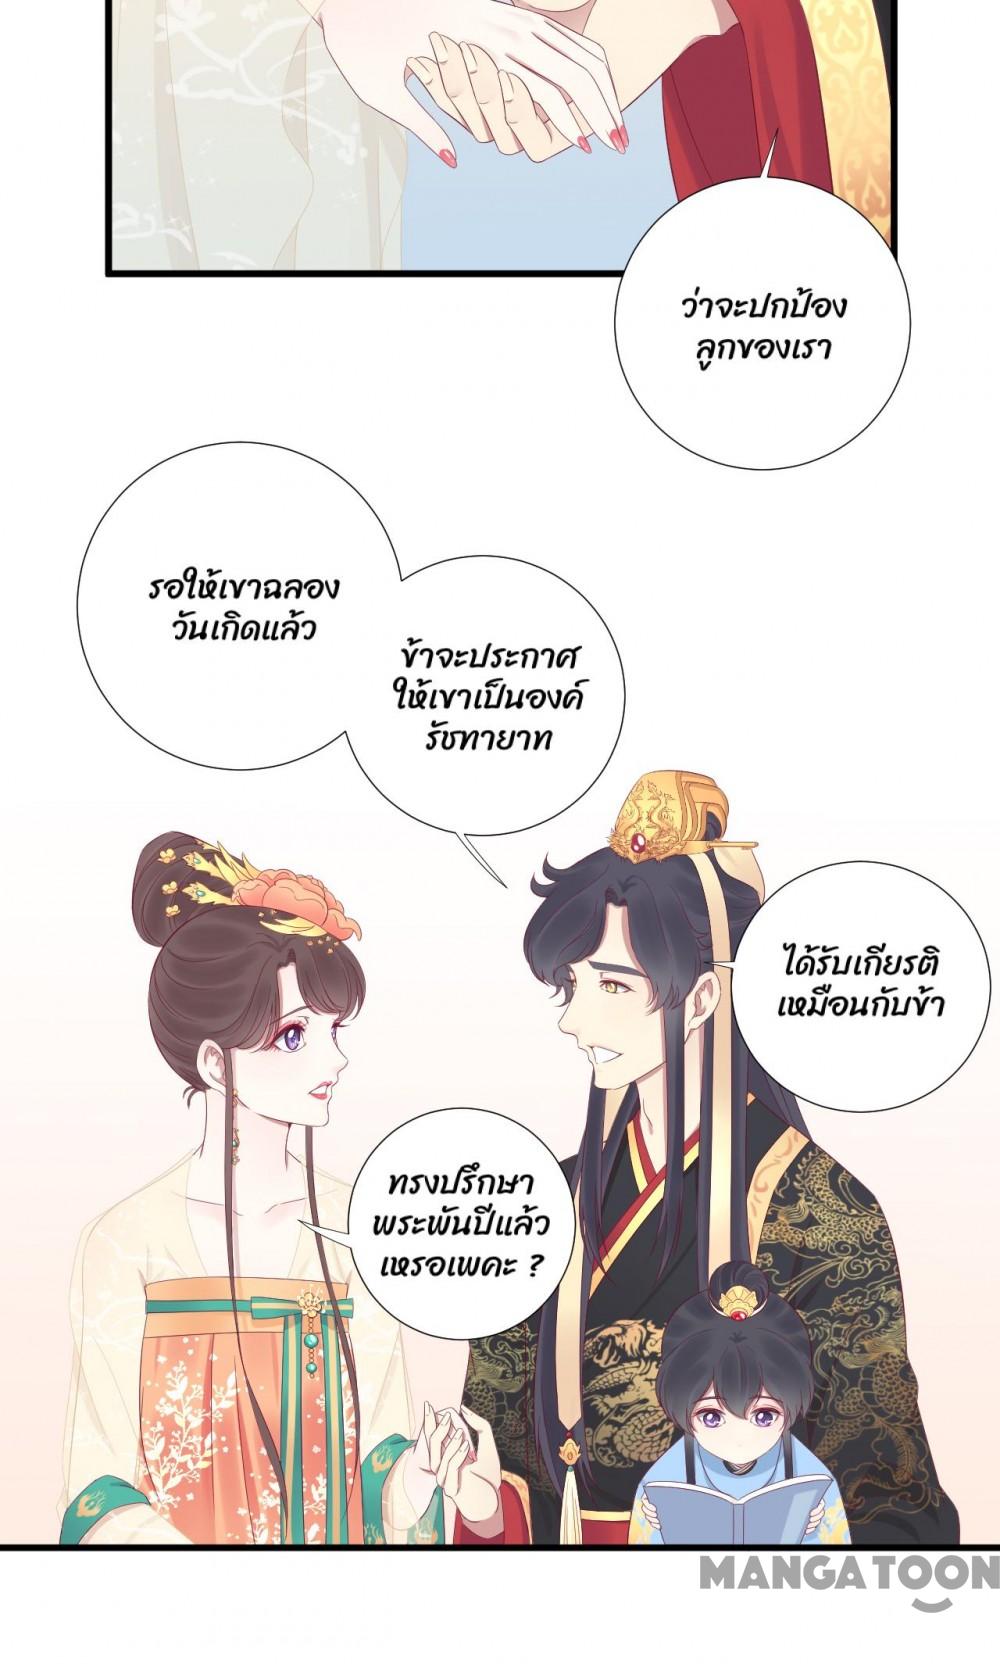 ว่าจะปกป้อง
ลูกของเรา
รอให้เขาฉลอง
วันเกิดแล้ว
ข้าจะประกาศ
ให้เขาเป็นองค์
รัชทายาท
ได้รับเกียรติ
เหมือนกับข้า
ทรงปรึกษา
พระพันปีแล้ว
เหรอเพคะ ?
MANGATOON